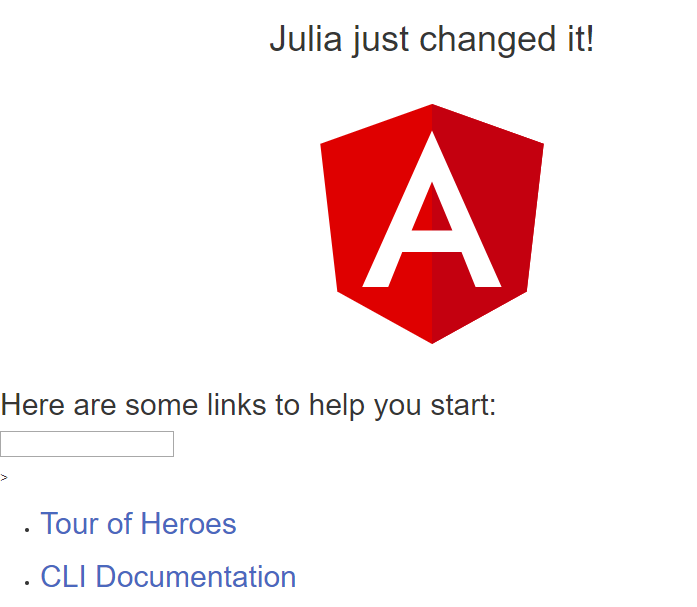 Julia just changed it!
A
Here are some links to help you start:
>
Tour of Heroes
CLI Documentation